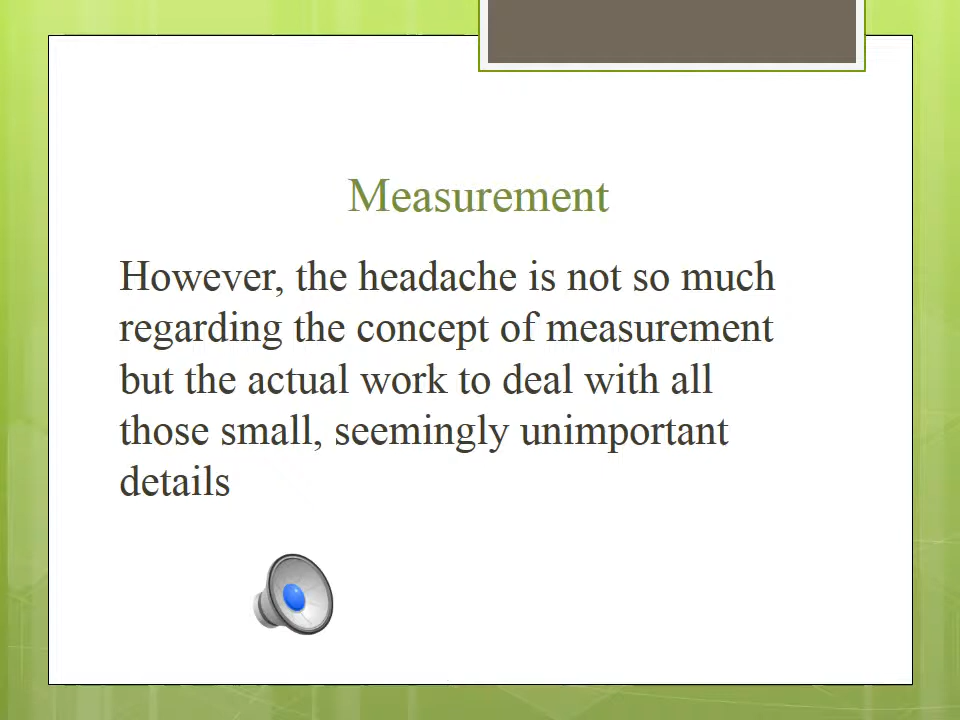 Measurement
However, the headache is not so much
regarding the concept of measurement
but the actual work to deal with all
those small, seemingly unimportant
details